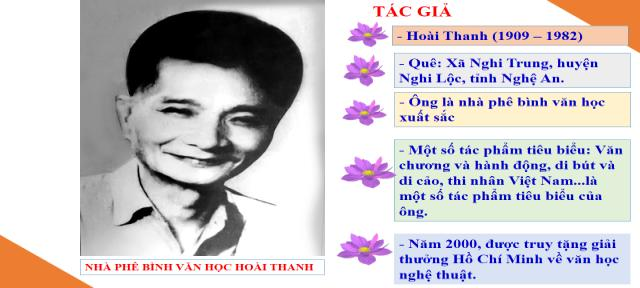 TÁC GIẢ
- Hoài Thanh (1909 – 1982)
- Quê: Xã Nghi Trung, huyện
Nghi Lộc, tỉnh Nghệ An.
- Ông là nhà phê bình văn học
xuất sắc
- Một số tác phẩm tiêu biểu: Văn
chương và hành động, di bút và
di cảo, thi nhân Việt Nam...là
một số tác phẩm tiêu biểu của
ông.
- Năm 2000, được truy tặng giải
thưởng Hồ Chí Minh về văn học
nghệ thuật.
NHÀ PHÊ BÌNH VĂN HỌC HOÀI THANH